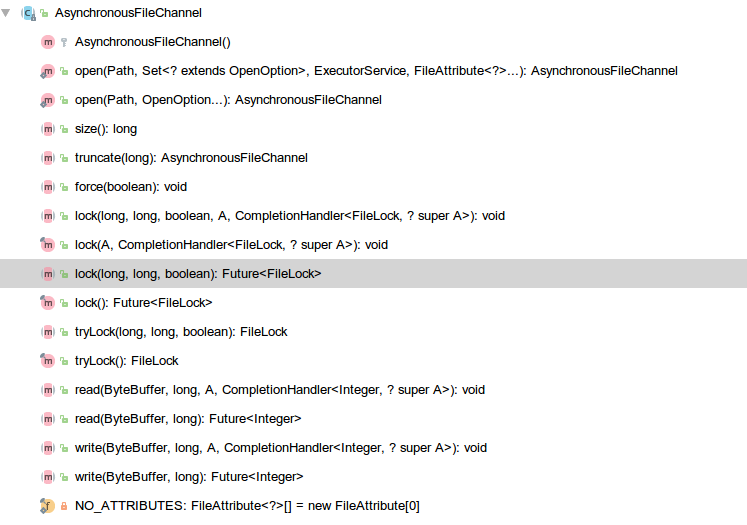 AsynchronousFileChannel
AsynchronousFileChannel()
open(Path, Set<? extends OpenOption>, ExecutorService, FileAttribute<?>...): AsynchronousFileChannel
open(Path, OpenOption...): AsynchronousFileChannel
size(): long
truncate(long): AsynchronousFileChannel
force(boolean): void
lock(long, long, boolean, A, CompletionHandler<FileLock, ? super A>): void
lock(A, CompletionHandler<FileLock, ? super A>): void
lock(long, long, boolean): Future<FileLock>
lock(): Future<FileLock>
tryLock(long, long, boolean): FileLock
tryLock(): FileLock
read(ByteBuffer, long, A, CompletionHandler<Integer, ? super A>): void
read(ByteBuffer, long): Future<Integer>
write(ByteBuffer, long, A, CompletionHandler<Integer, ? super A>): void
write(ByteBuffer, long): Future<Integer>
NO_ATTRIBUTES: FileAttribute<?>[] = new FileAttribute[0]